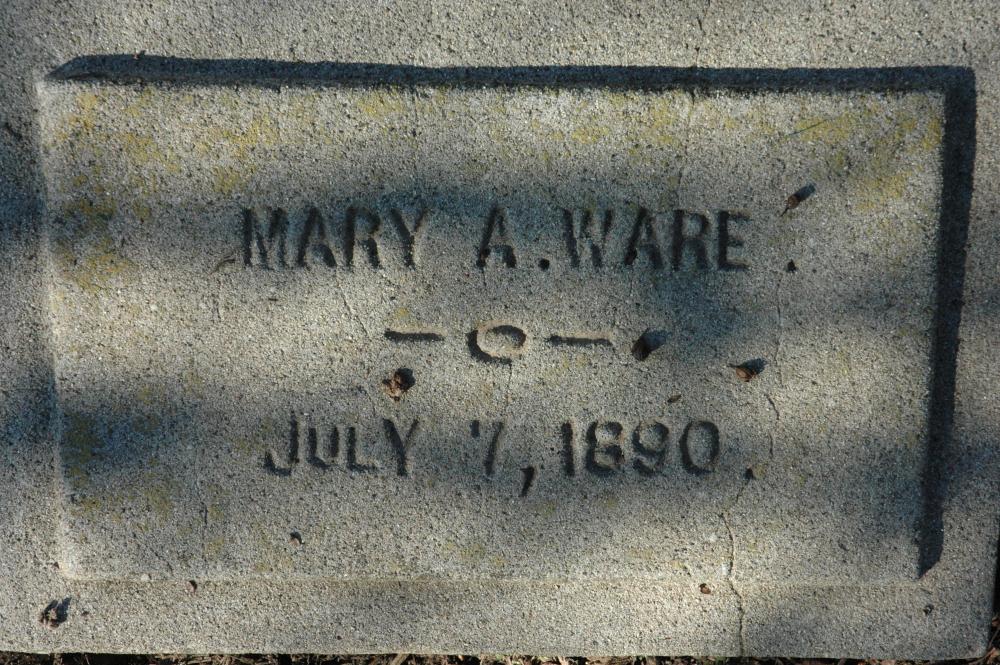 MARY A. WARE
— O —
JULY 7, 1890.